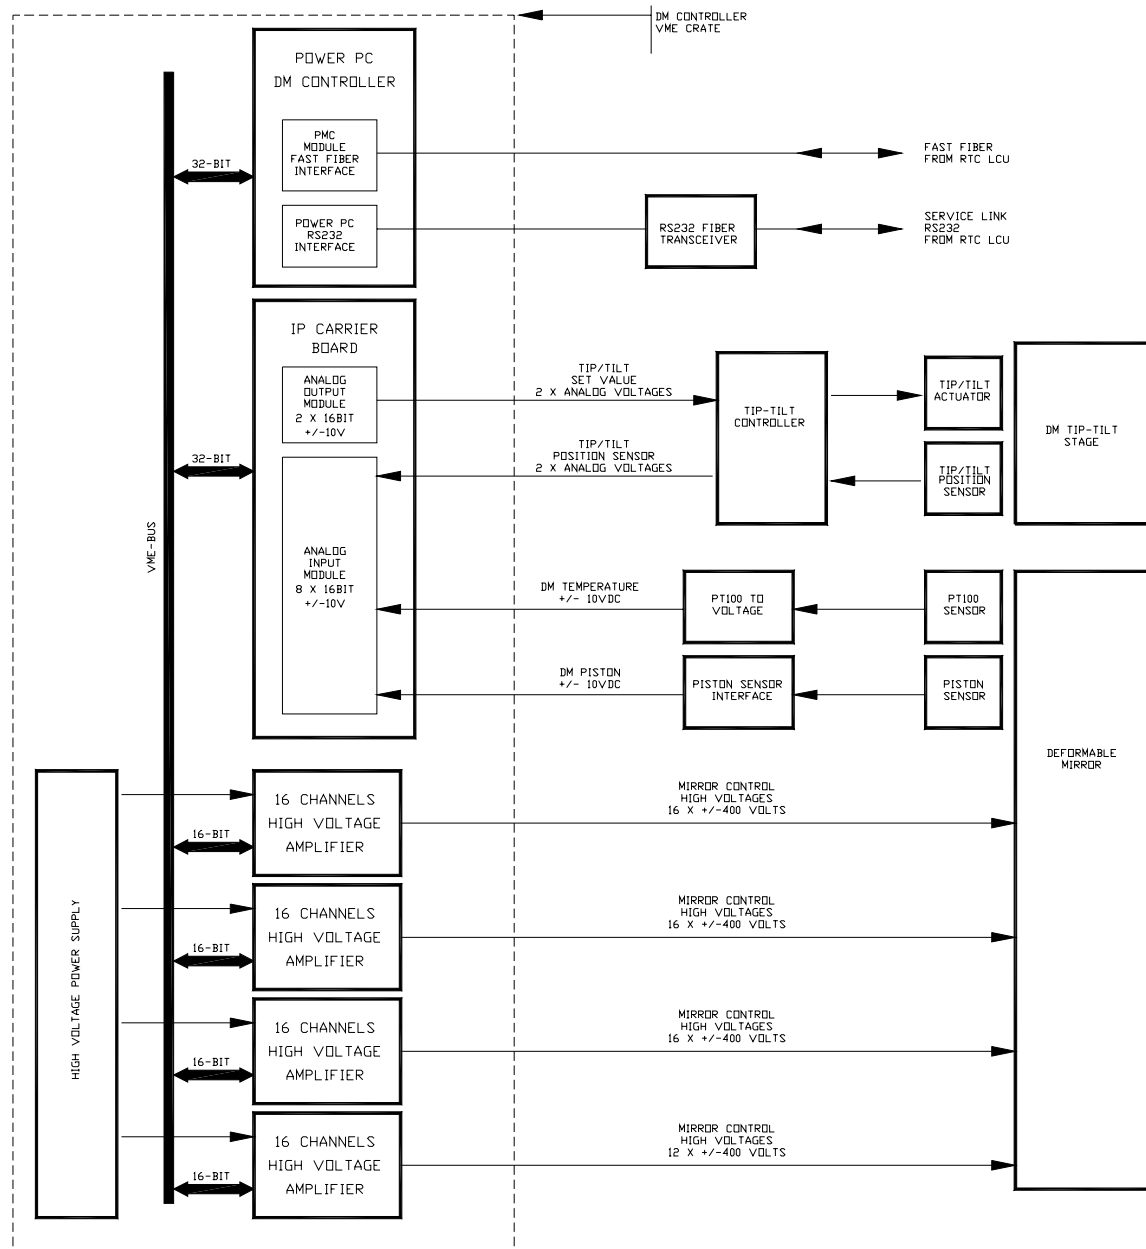 DM CONTROLLER
VME CRATE
POWER PC
DM CONTROLLER
PMC
MODULE
FAST FIBER
INTERFACE
32-BIT
FAST FIBER
FROM RTC LCU
POWER PC
RS232
INTERFACE
RS232 FIBER
TRANSCEIVER
SERVICE LINK
RS232
FROM RTC LCU
IP CARRIER
BOARD
ANALOG
OUTPUT
MODULE
2 X 16BIT
+/-10V
TIP/TILT
SET VALUE
2 X ANALOG VOLTAGES
TIP-TILT
CONTROLLER
TIP/TILT
ACTUATOR
DM TIP-TILT
STAGE
32-BIT
TIP/TILT
POSITION SENSOR
2 X ANALOG VOLTAGES
TIP/TILT
POSITION
SENSOR
VME-BUS
ANALOG
INPUT
MODULE
8 X 16BIT
+/-10V
DM TEMPERATURE
+/- 10VDC
PT100 TO
VOLTAGE
PT100
SENSOR
DM PISTON
+/- 10VDC
PISTON SENSOR
INTERFACE
PISTON
SENSOR
DEFORMABLE
MIRROR
HIGH VOLTAGE POWER SUPPLY
16-BIT
16 CHANNELS
HIGH VOLTAGE
AMPLIFIER
MIRROR CONTROL
HIGH VOLTAGES
16 X +/-400 VOLTS
16-BIT
16 CHANNELS
HIGH VOLTAGE
AMPLIFIER
MIRROR CONTROL
HIGH VOLTAGES
16 X +/-400 VOLTS
16-BIT
16 CHANNELS
HIGH VOLTAGE
AMPLIFIER
MIRROR CONTROL
HIGH VOLTAGES
16 X +/-400 VOLTS
16-BIT
16 CHANNELS
HIGH VOLTAGE
AMPLIFIER
MIRROR CONTROL
HIGH VOLTAGES
12 X +/-400 VOLTS